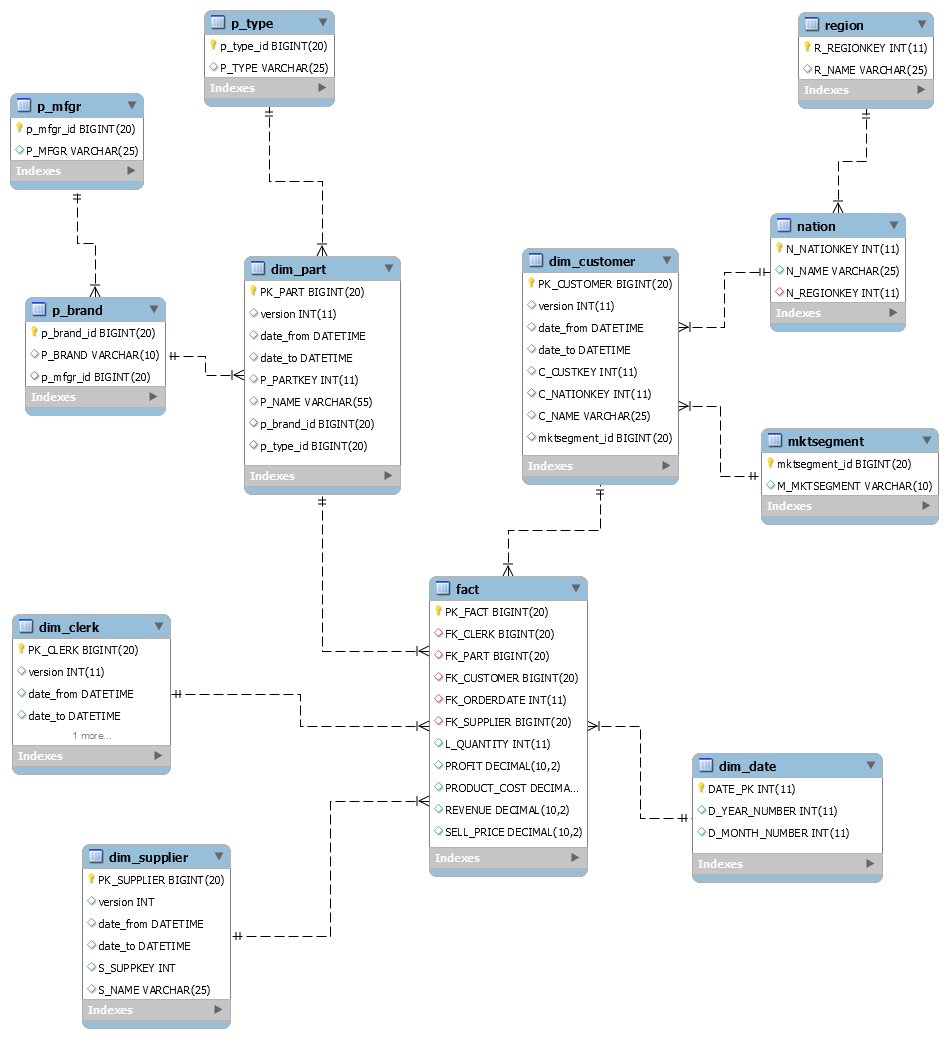 p_type
p_type_id BIGINT(20)
P_TYPE VARCHAR(25)
Indexes
region
R_REGIONKEY INT(11)
R_NAME VARCHAR(25)
Indexes
p_mfgr
p_mfgr_id BIGINT(20)
P_MFGR VARCHAR(25)
Indexes
nation
N_NATIONKEY INT(11)
N_NAME VARCHAR(25)
N_REGIONKEY INT(11)
Indexes
dim_part
PK_PART BIGINT(20)
version INT(11)
date_from DATETIME
date_to DATETIME
P_PARTKEY INT(11)
P_NAME VARCHAR(55)
p_brand_id BIGINT(20)
p_type_id BIGINT(20)
Indexes
dim_customer
PK_CUSTOMER BIGINT(20)
version INT(11)
date_from DATETIME
date_to DATETIME
C_CUSTKEY INT(11)
C_NATIONKEY INT(11)
C_NAME VARCHAR(25)
mktsegment_id BIGINT(20)
Indexes
p_brand
p_brand_id BIGINT(20)
P_BRAND VARCHAR(10)
p_mfgr_id BIGINT(20)
Indexes
mktsegment
mktsegment_id BIGINT(20)
M_MKTSEGMENT VARCHAR(10)
Indexes
fact
PK_FACT BIGINT(20)
FK_CLERK BIGINT(20)
FK_PART BIGINT(20)
FK_CUSTOMER BIGINT(20)
FK_ORDERDATE INT(11)
FK_SUPPLIER BIGINT(20)
L_QUANTITY INT(11)
PROFIT DECIMAL(10,2)
PRODUCT_COST DECIMA...
REVENUE DECIMAL(10,2)
SELL_PRICE DECIMAL(10,2)
Indexes
dim_clerk
PK_CLERK BIGINT(20)
version INT(11)
date_from DATETIME
date_to DATETIME
1 more...
Indexes
dim_date
DATE_PK INT(11)
D_YEAR_NUMBER INT(11)
D_MONTH_NUMBER INT(11)
Indexes
dim_supplier
PK_SUPPLIER BIGINT(20)
version INT
date_from DATETIME
date_to DATETIME
S_SUPPKEY INT
S_NAME VARCHAR(25)
Indexes